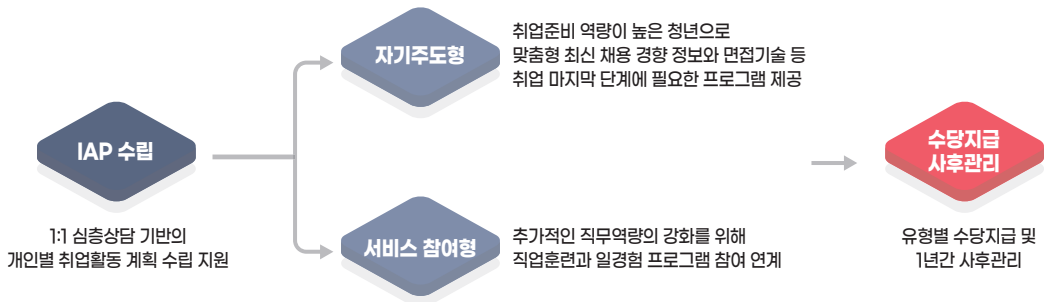 IAP 수립
1:1 심층상담 기반의
개인별 취업활동 계획 수립 지원
자기주도형
취업준비 역량이 높은 청년으로
맞춤형 최신 채용 경향 정보와 면접기술 등
취업 마지막 단계에 필요한 프로그램 제공
서비스 참여형
추가적인 직무역량의 강화를 위해
직업훈련과 일경험 프로그램 참여 연계
수당지급
사후관리
유형별 수당지급 및
1년간 사후관리